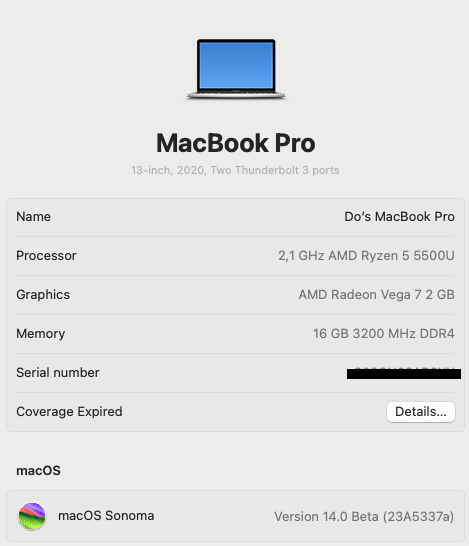 MacBook Pro
13-inch, 2020, Two Thunderbolt 3 ports
Name Do's MacBook Pro
Processor 2,1 GHz AMD Ryzen 5 5500U
Graphics AMD Radeon Vega 7 2 GB
Memory 16 GB 3200 MHz DDR4
Serial number
Coverage Expired Details...
macOS
macOS Sonoma Version 14.0 Beta (23A5337a)